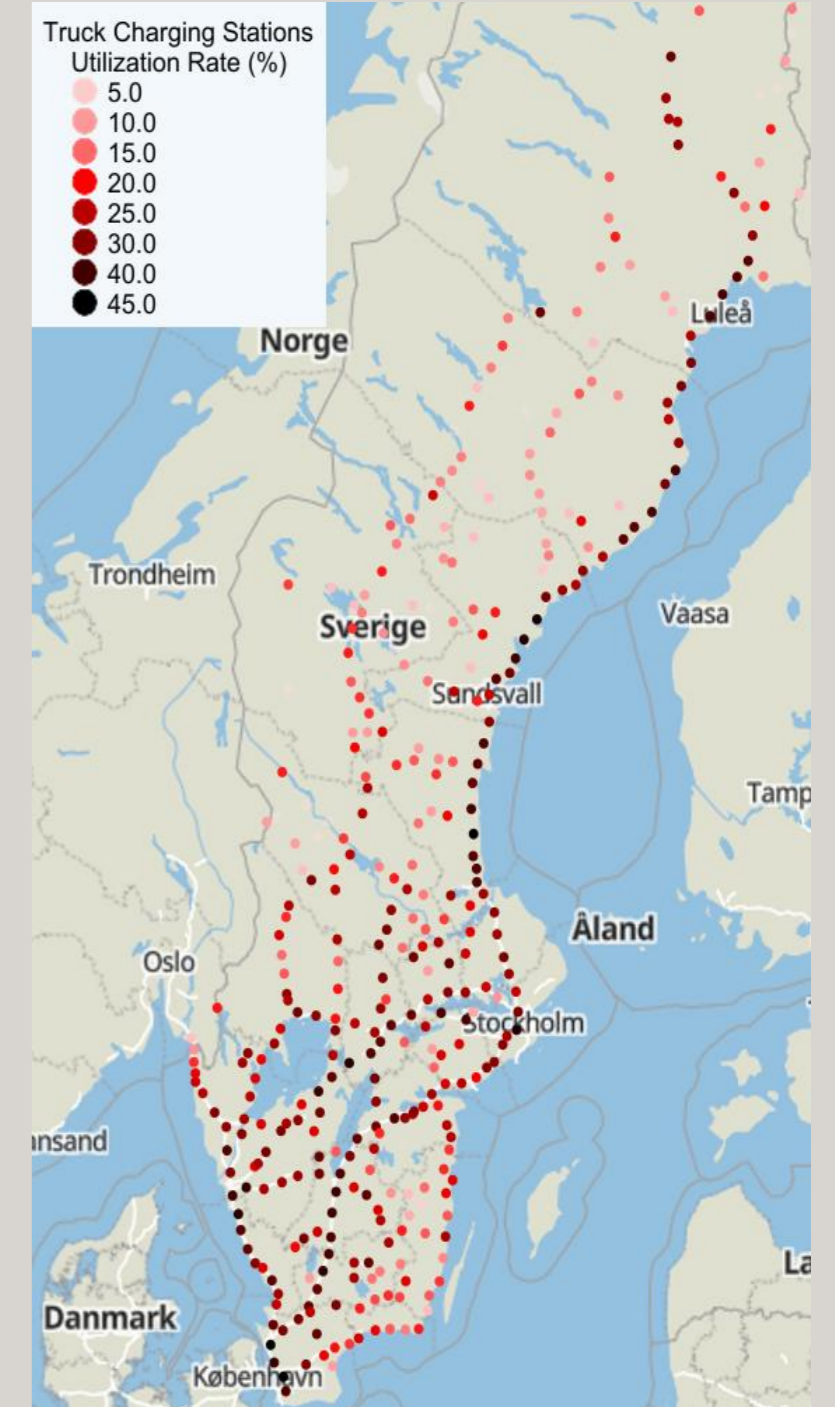 Truck Charging Stations
Utilization Rate (%)
5.0
10.0
15.0
20.0
25.0
30.0
40.0
45.0
Luleå
Norge
Trondheim
Vaasa
Sverige
Sundsvall
Tamp
Åland
Oslo
Stockholm
nsand
La
Danmark
København